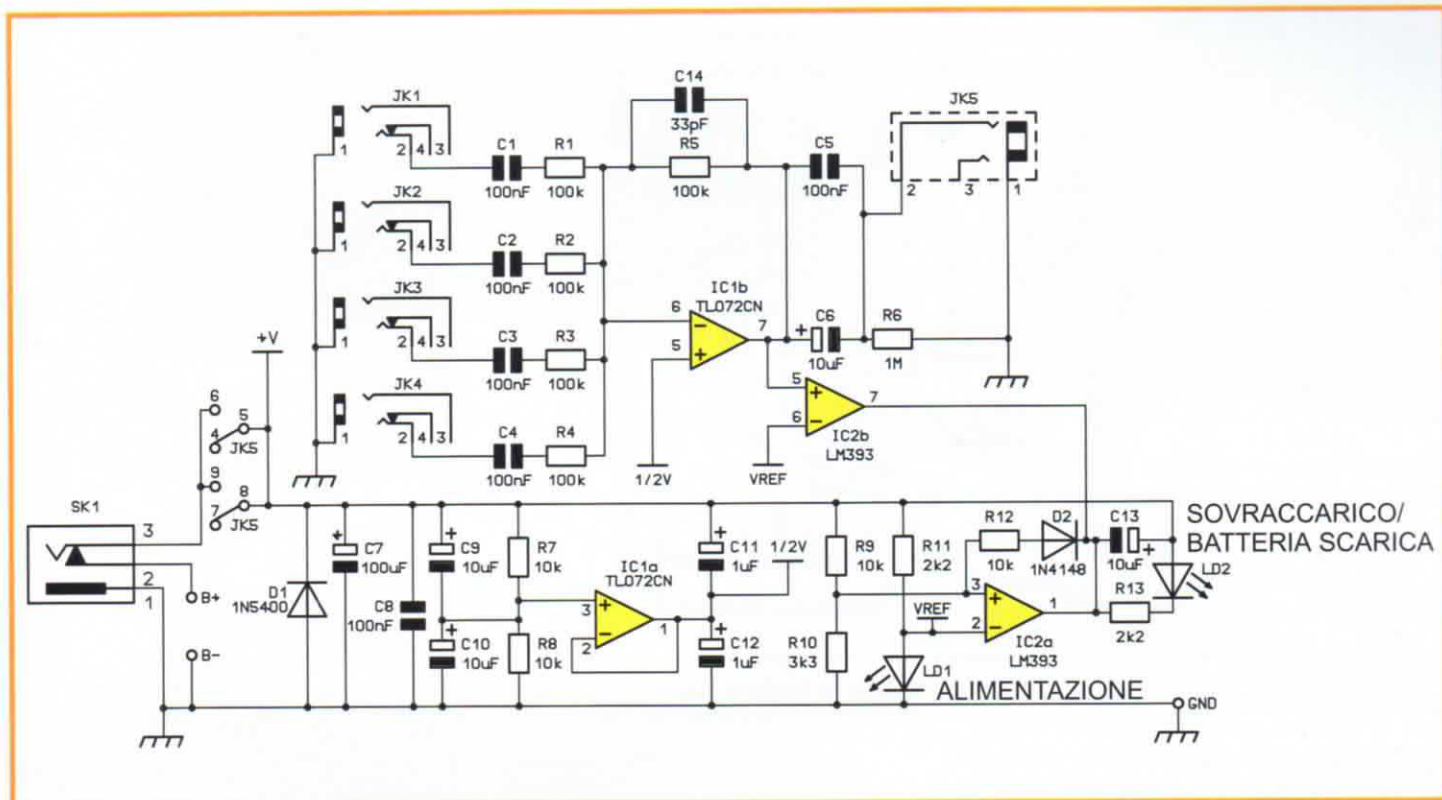 C14
33pF
JK1
1
2 4 3
C1
100nF
R1
100k
R5
100k
C5
100nF
JK5
2
3
1
JK2
1
2 4 3
C2
100nF
R2
100k
JK3
1
2 4 3
C3
100nF
R3
100k
JK4
1
2 4 3
C4
100nF
R4
100k
IC1b
TL072CN
6
5
7
1/2V
+
C6
10uF
R6
1M
5
6
7
IC2b
LM393
VREF
+V
6
5
4
JK5
9
8
7
JK5
SK1
3
2
1
B+
B-
D1
1N5400
+
C7
100uF
C8
100nF
+
C9
10uF
+
C10
10uF
R7
10k
R8
10k
IC1a
TL072CN
3
2
1
+
C11
1uF
1/2V
+
C12
1uF
R9
10k
R10
3k3
R11
2k2
VREF
LD1
ALIMENTAZIONE
R12
10k
D2
1N4148
C13
10uF
+
3
2
1
IC2a
LM393
R13
2k2
LD2
SOVRACCARICO/
BATTERIA SCARICA
GND